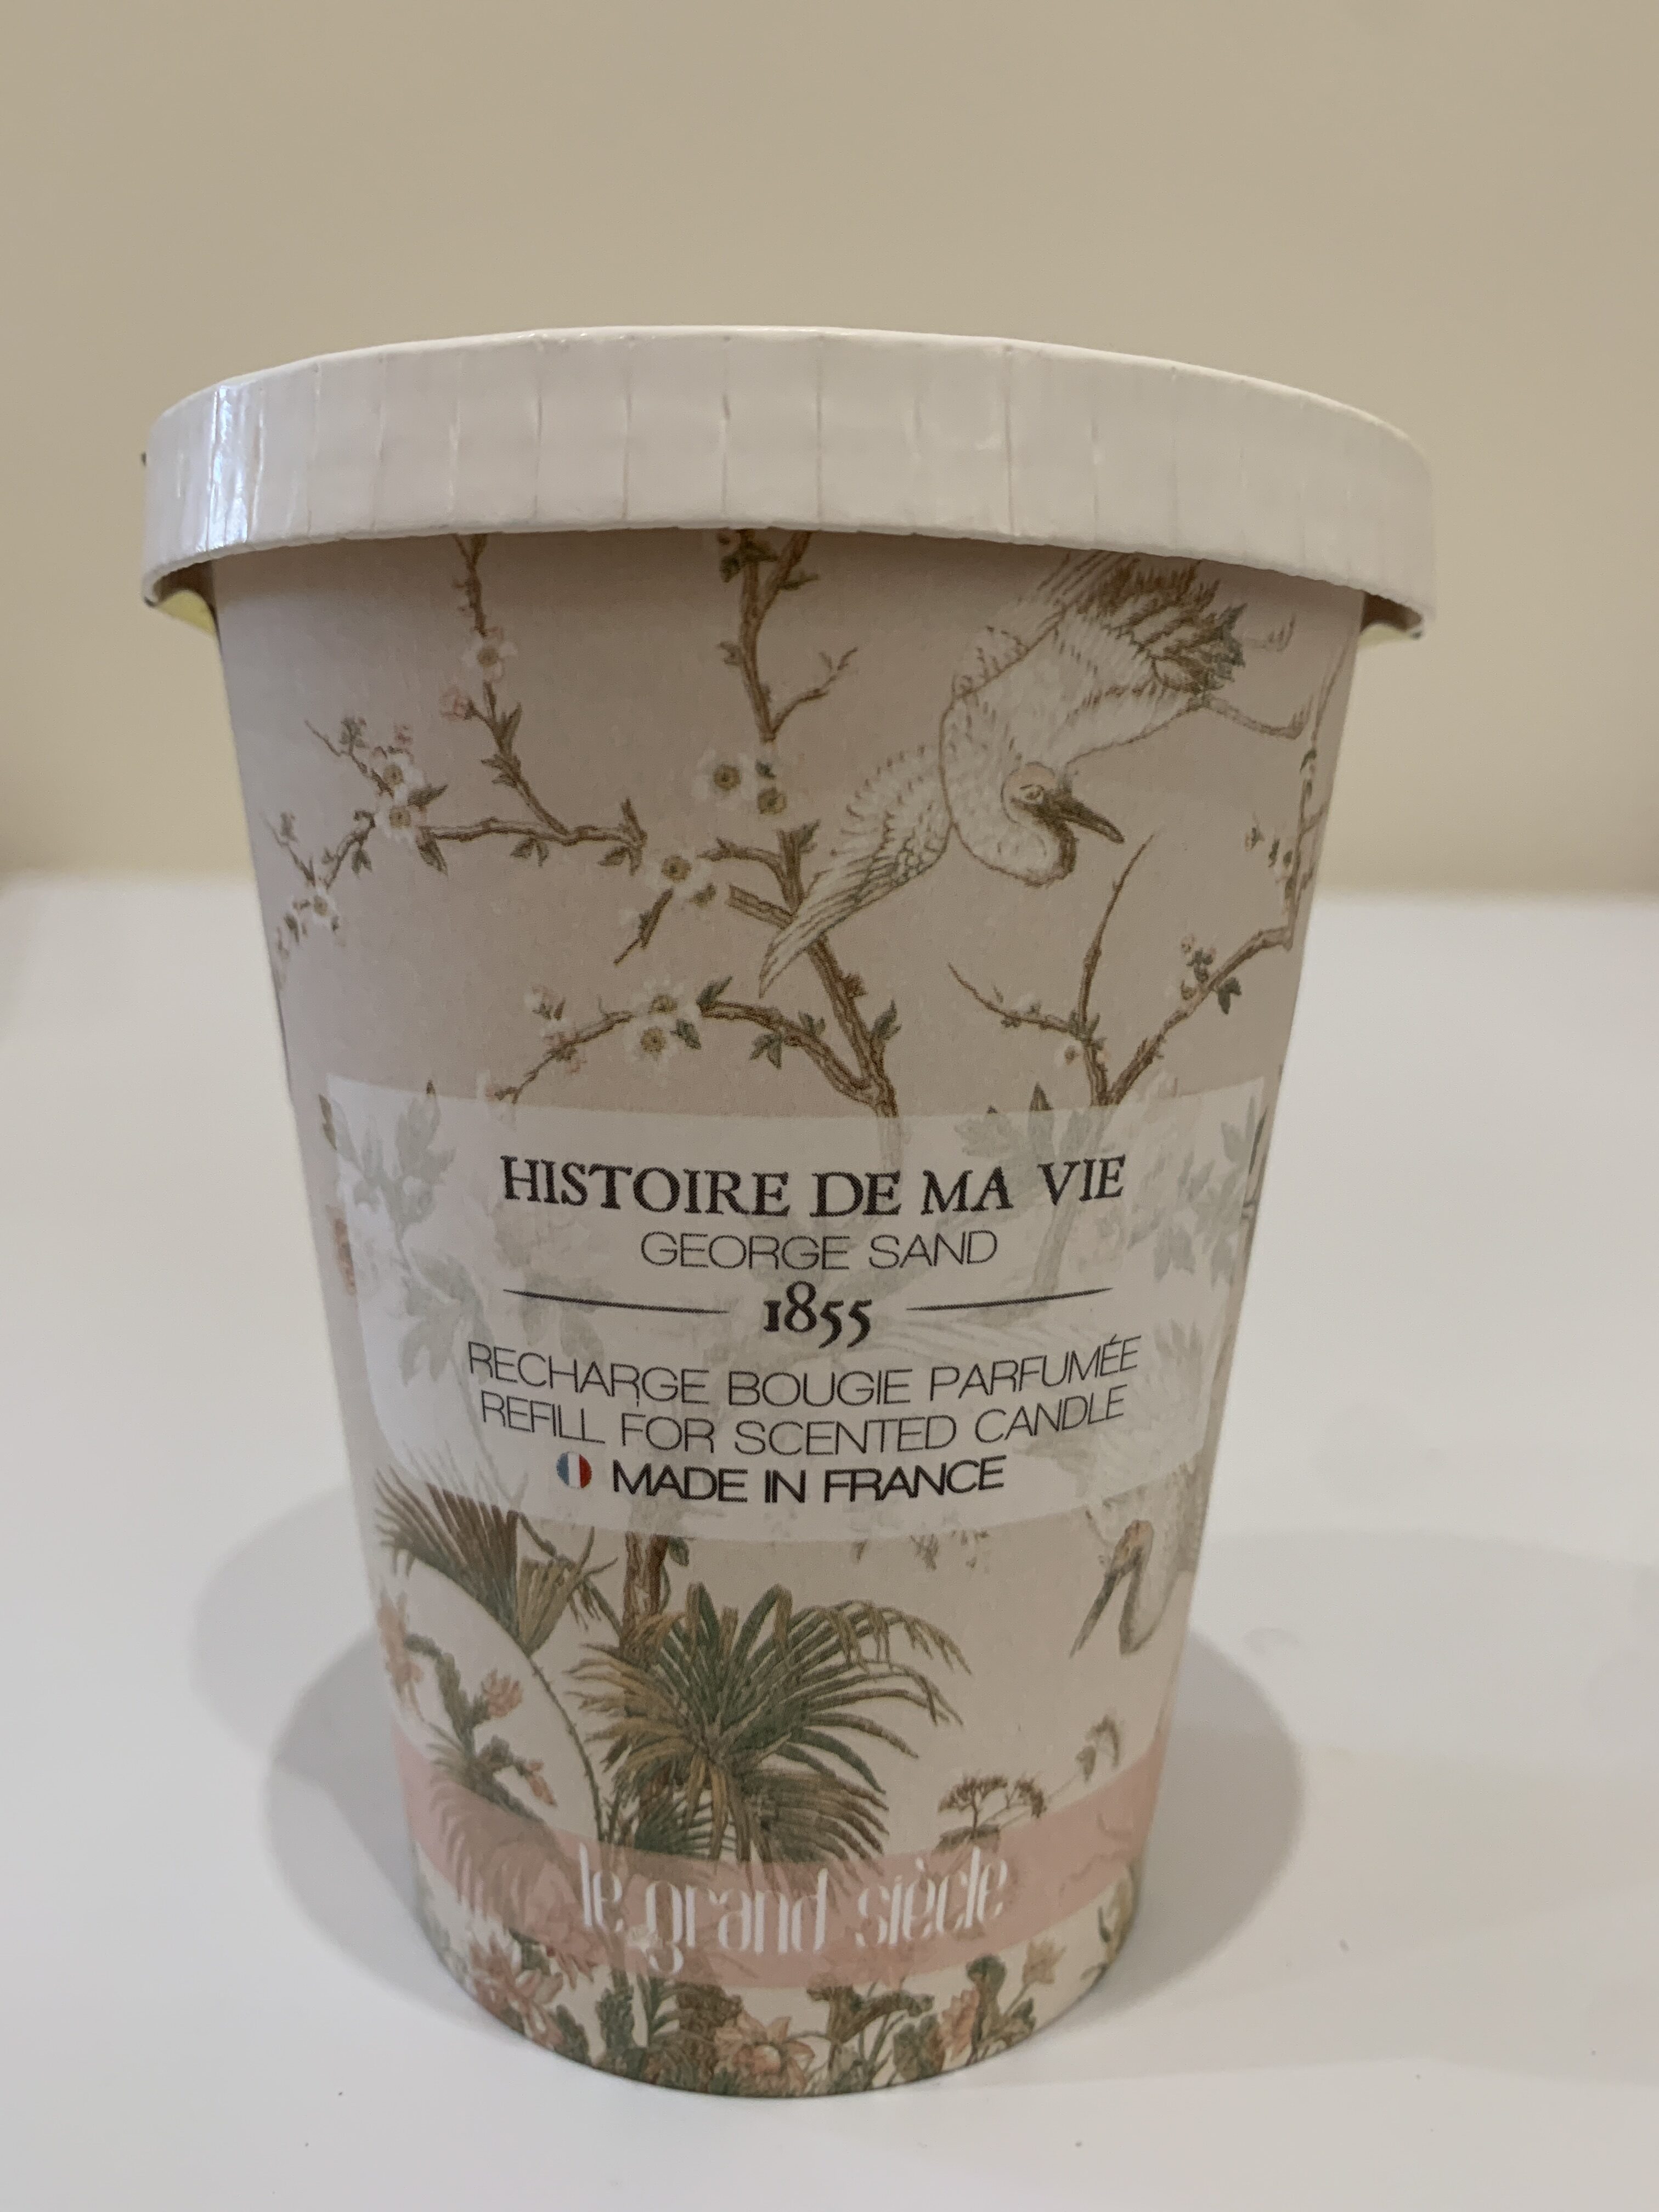 HISTOIRE DE MA VIE
GEORGE SAND
1855
RECHARGE BOUGIE PARFUMÉE
REFILL FOR SCENTED CANDLE
MADE IN FRANCE
le grand siècle